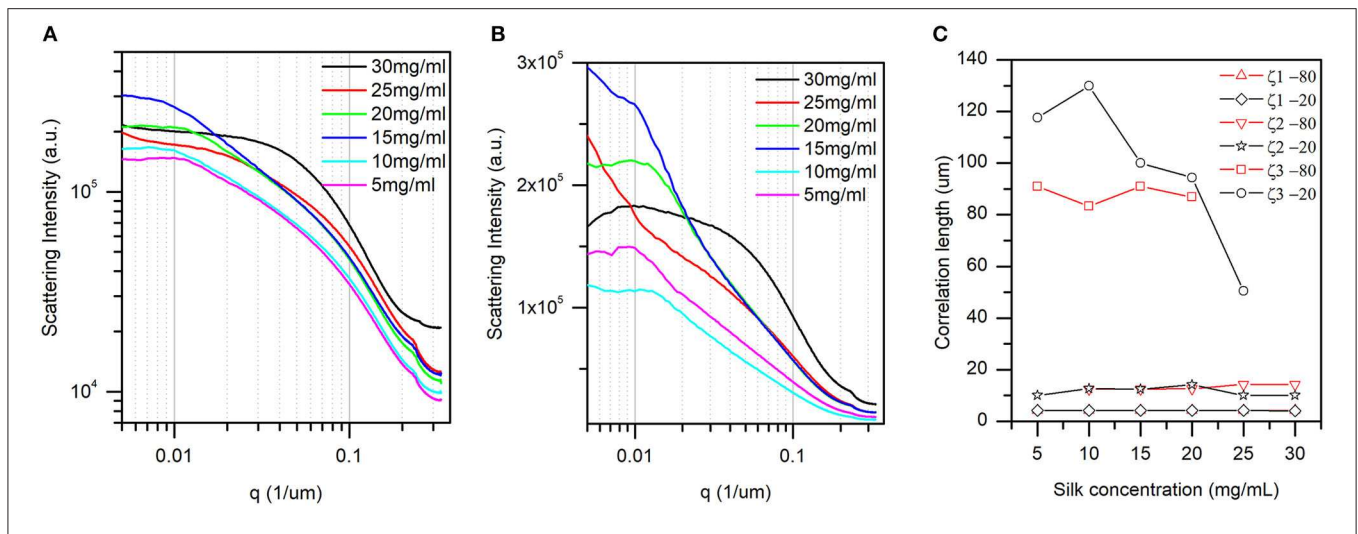 A
30mg/ml
25mg/ml
20mg/ml
15mg/ml
10mg/ml
5mg/ml
Scattering Intensity (a.u.)
10^5
10^4
0.01
0.1
q (1/um)
B
30mg/ml
25mg/ml
20mg/ml
15mg/ml
10mg/ml
5mg/ml
Scattering Intensity (a.u.)
3x10^5
2x10^5
1x10^5
0.01
0.1
q (1/um)
C
ζ1 –80
ζ1 –20
ζ2 –80
ζ2 –20
ζ3 –80
ζ3 –20
Correlation length (um)
140
120
100
80
60
40
20
0
5
10
15
20
25
30
Silk concentration (mg/mL)